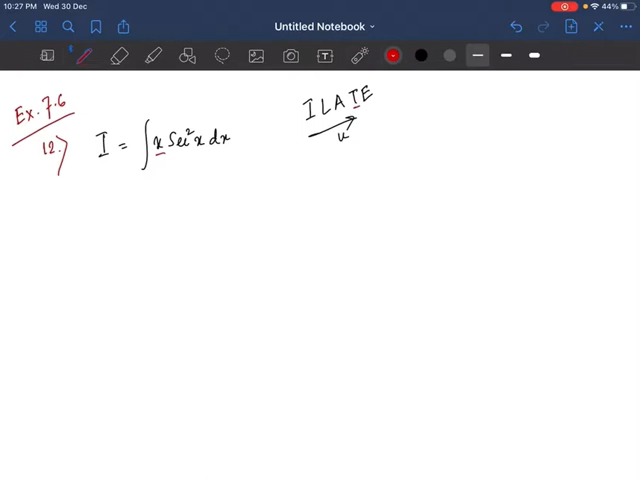 10:27 PM Wed 30 Dec
44%
Untitled Notebook
Ex. 7.6
12.) I = ∫ x Sec²x dx
ILATE
u